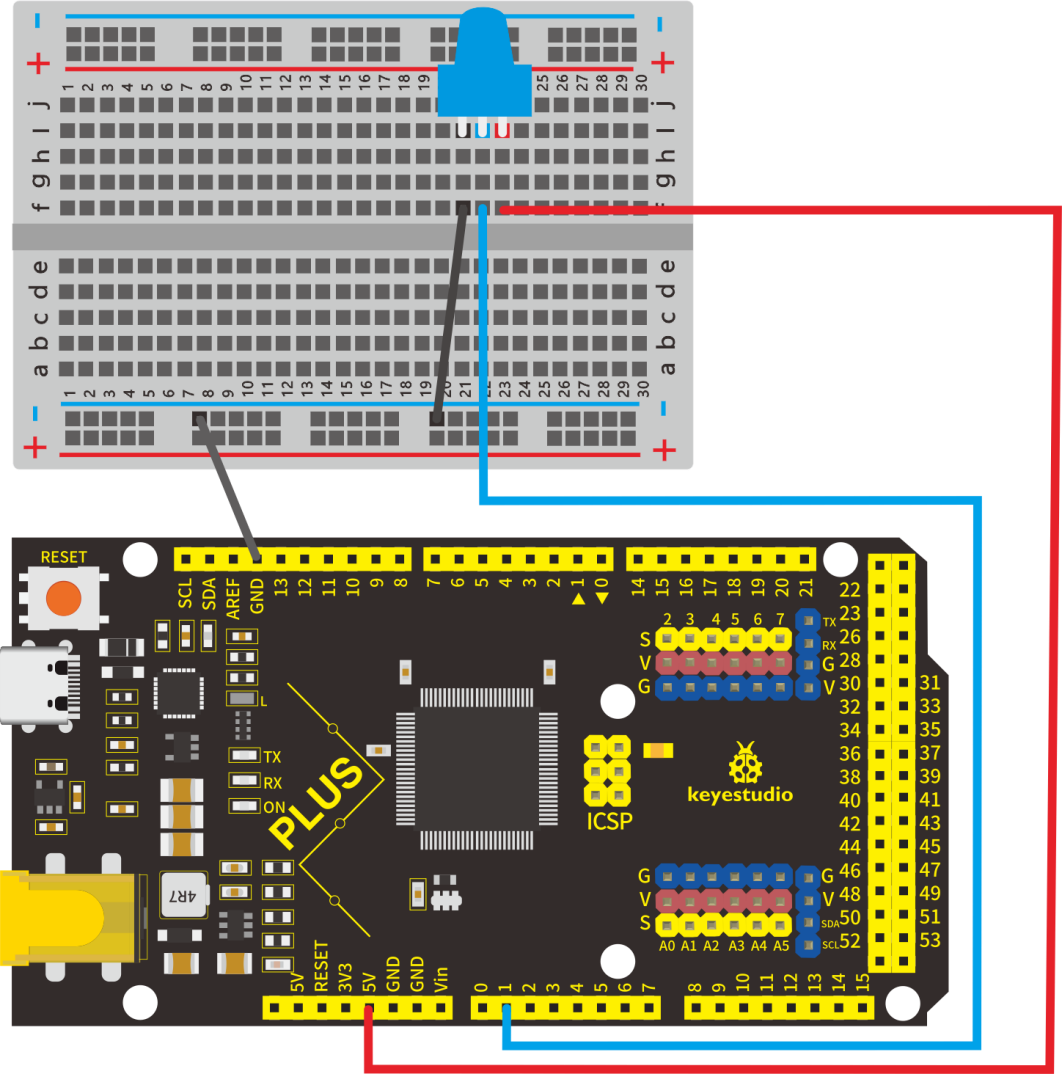 - -
+ +
1 2 3 4 5 6 7 8 9 10 11 12 13 14 15 16 17 18 19 25 26 27 28 29 30
j j
i i
h h
g g
f f
e e
d d
c c
b b
a a
1 2 3 4 5 6 7 8 9 10 11 12 13 14 15 16 17 18 19 20 21 22 23 24 25 26 27 28 29 30
- -
+ +
RESET
SCL SDA AREF GND 13 12 11 10 9 8 7 6 5 4 3 2 1 0 14 15 16 17 18 19 20 21
22
23
26
28
30 31
32 33
34 35
36 37
38 39
40 41
42 43
44 45
46 47
48 49
50 51
52 53
2 3 4 5 6 7
S
V
G
TX
RX
G
V
L
TX
RX
ON
PLUS
ICSP
keyestudio
4R7
G
V
S
A0 A1 A2 A3 A4 A5
G
V
SDA
SCL
5V RESET 3V3 5V GND GND Vin 0 1 2 3 4 5 6 7 8 9 10 11 12 13 14 15